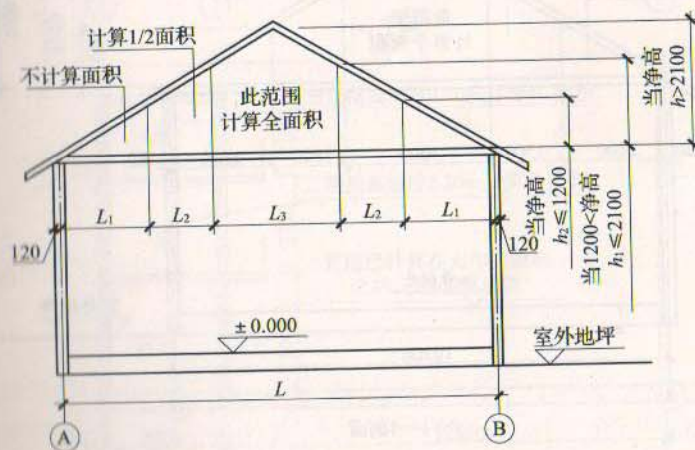 计算1/2面积
不计算面积
此范围
计算全面积
当净高
h>2100
当净高
h₂≤1200
当1200<净高
h₁≤2100
L₁
L₂
L₃
L₂
L₁
120
120
±0.000
室外地坪
L
A
B